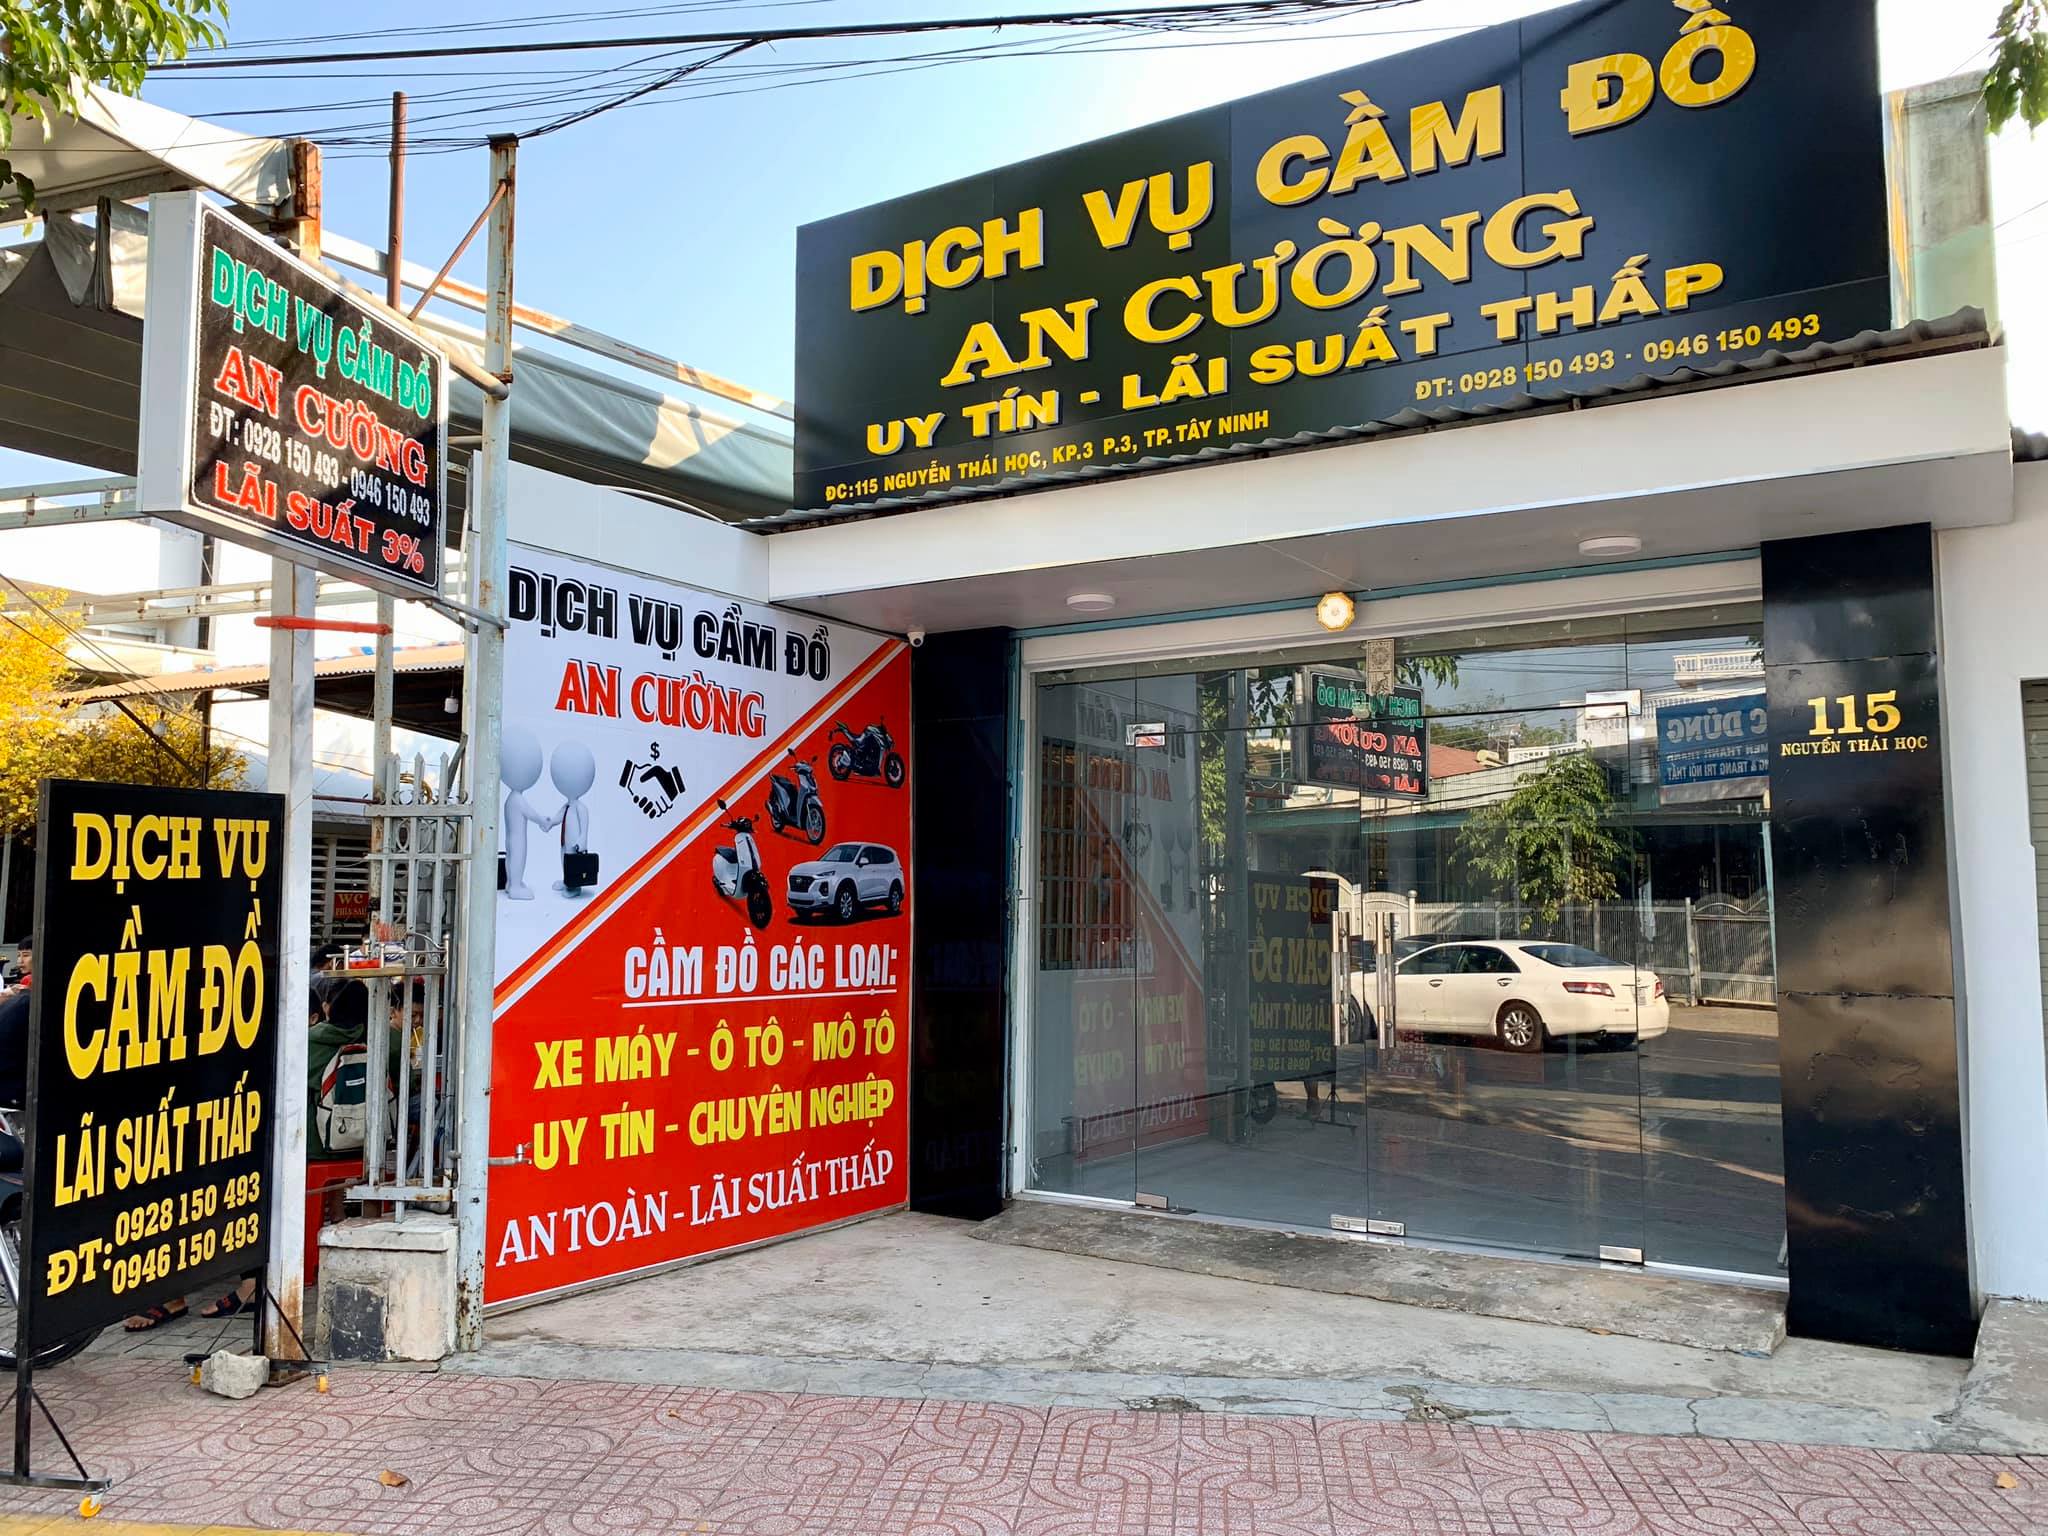 DỊCH VỤ CẦM ĐỒ
AN CƯỜNG
UY TÍN - LÃI SUẤT THẤP
ĐC:115 NGUYỄN THÁI HỌC, KP.3 P.3, TP. TÂY NINH
ĐT: 0928 150 493 - 0946 150 493
DỊCH VỤ CẦM ĐỒ
AN CƯỜNG
ĐT: 0928 150 493 - 0946 150 493
LÃI SUẤT 3%
DỊCH VỤ CẦM ĐỒ
AN CƯỜNG
$
CẦM ĐỒ CÁC LOẠI:
XE MÁY - Ô TÔ - MÔ TÔ
UY TÍN - CHUYÊN NGHIỆP
AN TOÀN - LÃI SUẤT THẤP
DỊCH VỤ
CẦM ĐỒ
LÃI SUẤT THẤP
ĐT: 0928 150 493
0946 150 493
WC
PHÍA SAU
115
NGUYỄN THÁI HỌC